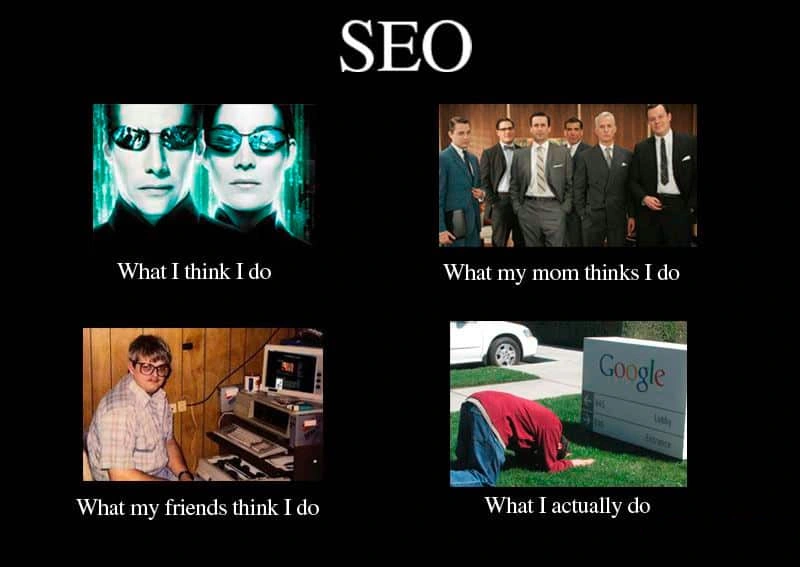 SEO
What I think I do
What my mom thinks I do
Google
Lobby
Entrance
What my friends think I do
What I actually do